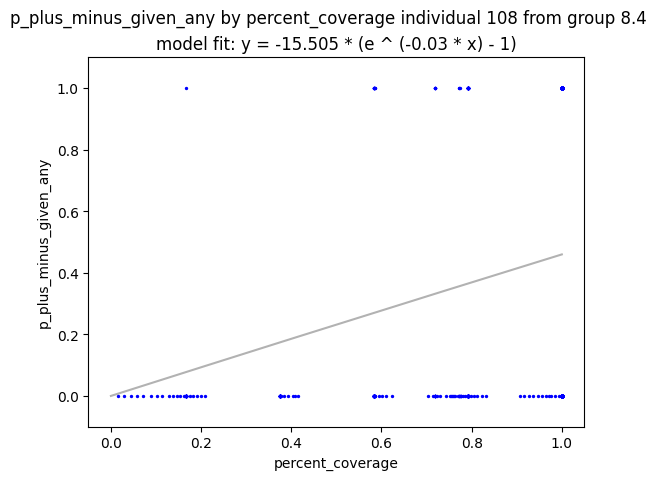 p_plus_minus_given_any by percent_coverage individual 108 from group 8.4
model fit: y = -15.505 * (e ^ (-0.03 * x) - 1)
1.0
0.8
0.6
0.4
0.2
0.0
p_plus_minus_given_any
0.0 0.2 0.4 0.6 0.8 1.0
percent_coverage